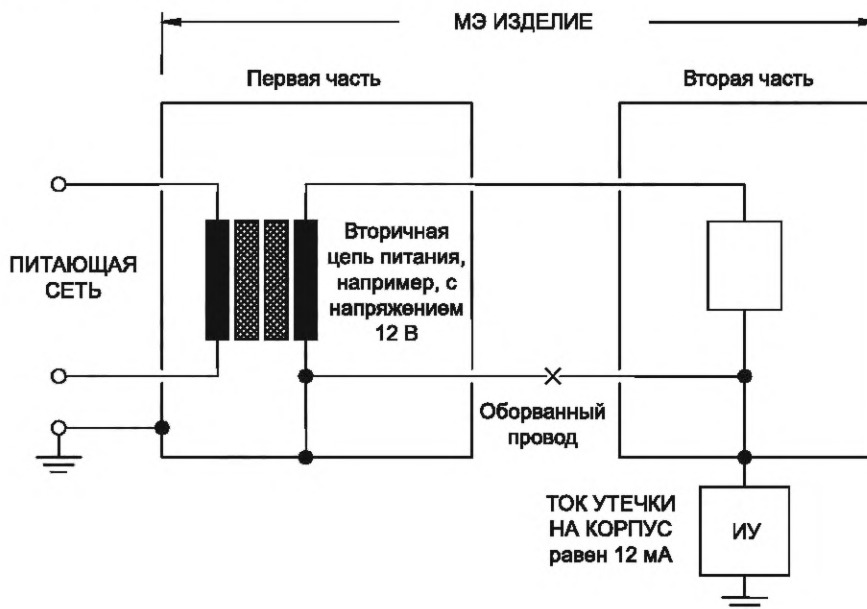 МЭ ИЗДЕЛИЕ
Первая часть
Вторая часть
ПИТАЮЩАЯ
СЕТЬ
Вторичная
цепь питания,
например, с
напряжением
12 В
Оборванный
провод
ТОК УТЕЧКИ
НА КОРПУС
равен 12 мА
ИУ